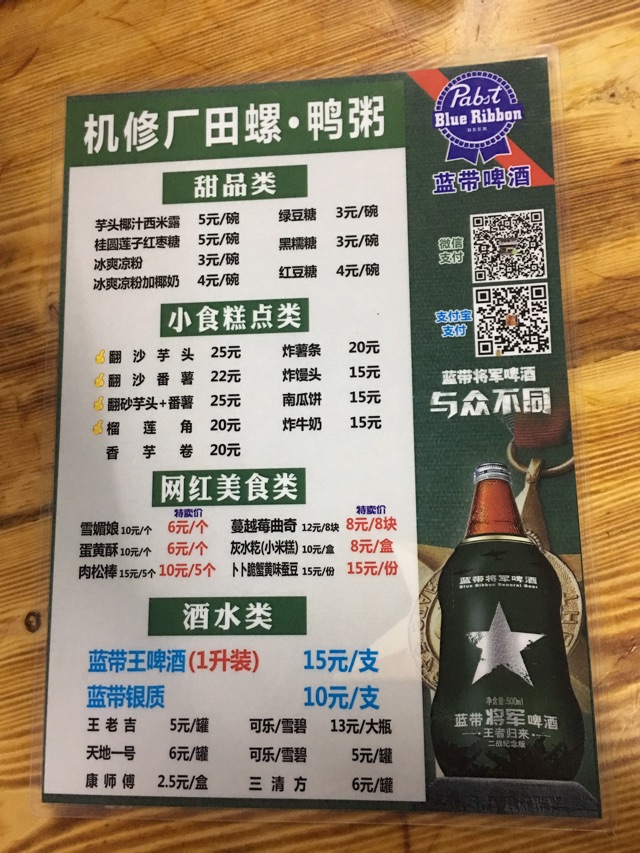 机修厂田螺·鸭粥
甜品类
芋头椰汁西米露 5元/碗 绿豆糖 3元/碗
桂圆莲子红枣糖 5元/碗 黑糯糖 3元/碗
冰爽凉粉 3元/碗 红豆糖 4元/碗
冰爽凉粉加椰奶 4元/碗
小食糕点类
翻沙芋头 25元 炸薯条 20元
翻沙番薯 22元 炸馒头 15元
翻砂芋头+番薯 25元 南瓜饼 15元
榴莲角 20元 炸牛奶 15元
香芋卷 20元
网红美食类
特卖价 特卖价
雪媚娘 10元/个 6元/个 蔓越莓曲奇 12元/8块 8元/8块
蛋黄酥 10元/个 6元/个 灰水粩(小米糕) 10元/盒 8元/盒
肉松棒 15元/5个 10元/5个 卜卜脆蟹黄味蚕豆 15元/份 15元/份
酒水类
蓝带王啤酒(1升装) 15元/支
蓝带银质 10元/支
王老吉 5元/罐 可乐/雪碧 13元/大瓶
天地一号 6元/罐 可乐/雪碧 5元/罐
康师傅 2.5元/盒 三清方 6元/罐
Pabst
Blue Ribbon
BEER
蓝带啤酒
微信
支付
支付宝
支付
蓝带将军啤酒
与众不同
蓝带将军啤酒
Blue Ribbon General Beer
净含量:500ml
蓝带将军啤酒
王者归来
二战纪念版